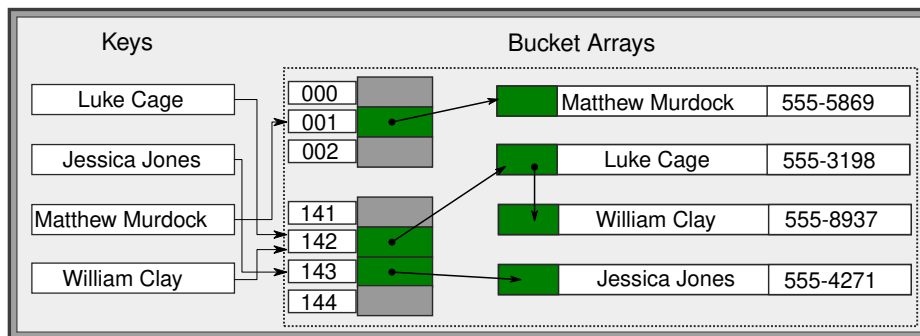 Keys
Bucket Arrays
Luke Cage
Jessica Jones
Matthew Murdock
William Clay
000
001
002
141
142
143
144
Matthew Murdock 555-5869
Luke Cage 555-3198
William Clay 555-8937
Jessica Jones 555-4271